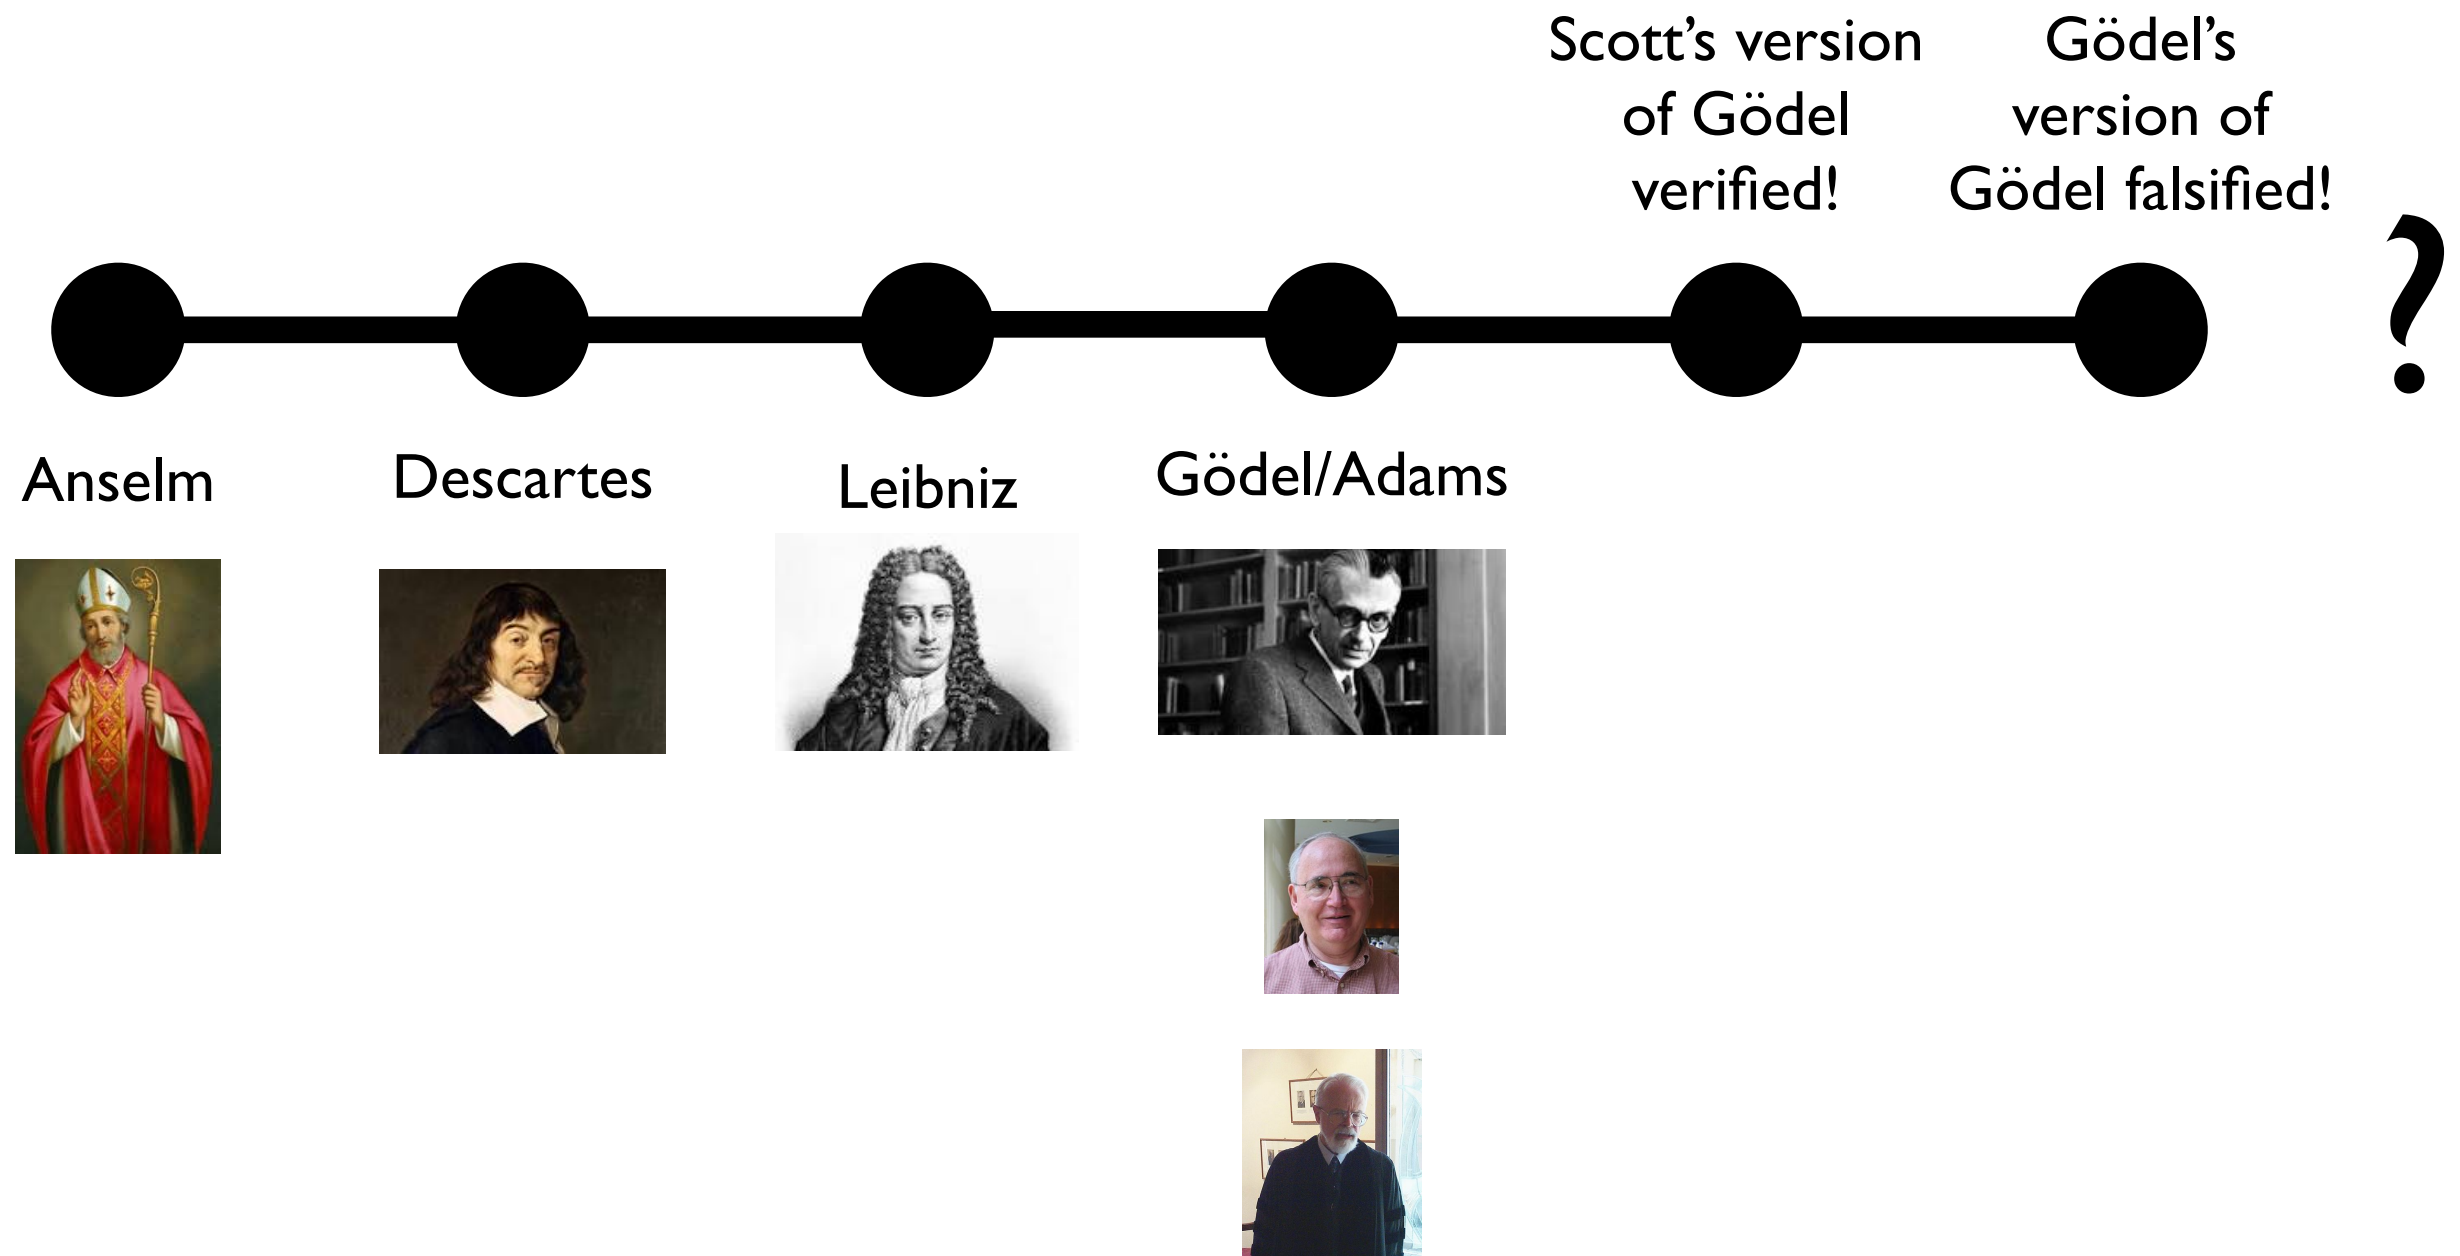 Scott’s version
of Gödel
verified!
Gödel’s
version of
Gödel falsified!
?
Anselm
Descartes
Leibniz
Gödel/Adams